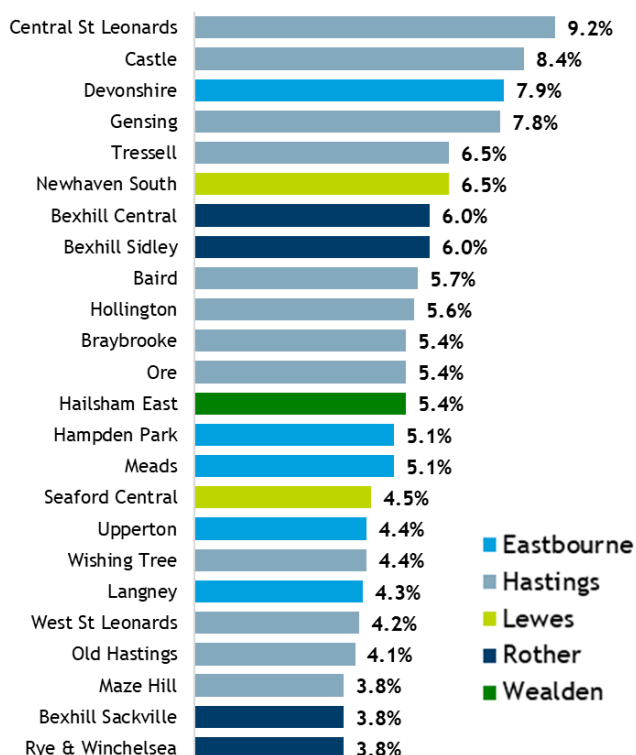 Central St Leonards 9.2%
Castle 8.4%
Devonshire 7.9%
Gensing 7.8%
Tressell 6.5%
Newhaven South 6.5%
Bexhill Central 6.0%
Bexhill Sidley 6.0%
Baird 5.7%
Hollington 5.6%
Braybrooke 5.4%
Ore 5.4%
Hailsham East 5.4%
Hampden Park 5.1%
Meads 5.1%
Seaford Central 4.5%
Upperton 4.4%
Wishing Tree 4.4%
Langney 4.3%
West St Leonards 4.2%
Old Hastings 4.1%
Maze Hill 3.8%
Bexhill Sackville 3.8%
Rye & Winchelsea 3.8%
Eastbourne
Hastings
Lewes
Rother
Wealden